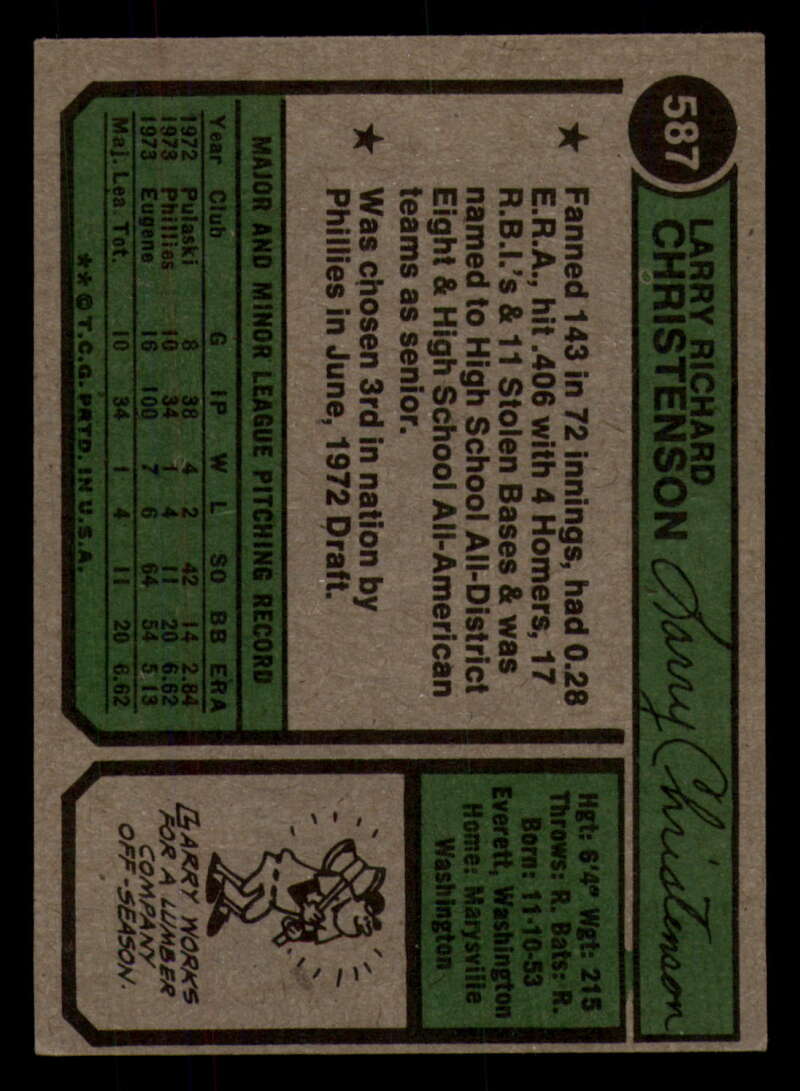 587
LARRY RICHARD
CHRISTENSON
Larry Christenson
★ Fanned 143 in 72 innings, had 0.28
E.R.A., hit .406 with 4 Homers, 17
R.B.I.'s & 11 Stolen Bases & was
named to High School All-District
Eight & High School All-American
teams as senior.
★ Was chosen 3rd in nation by
Phillies in June, 1972 Draft.
MAJOR AND MINOR LEAGUE PITCHING RECORD
Year Club G IP W L SO BB ERA
1972 Pulaski 8 38 4 2 42 14 2.84
1973 Phillies 10 34 1 4 11 20 6.62
1973 Eugene 16 100 7 6 64 54 5.13
Maj. Lea. Tot. 10 34 1 4 11 20 6.62
**©T.C.G. PRTD. IN U.S.A.
Hgt: 6'4" Wgt: 215
Throws: R. Bats: R.
Born: 11-10-53
Everett, Washington
Home: Marysville
Washington
LARRY WORKS
FOR A LUMBER
COMPANY
OFF-SEASON.